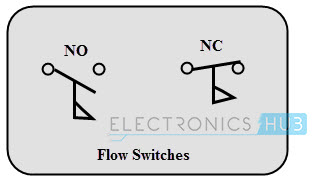 NO
NC
ELECTRONICS HUB
Flow Switches